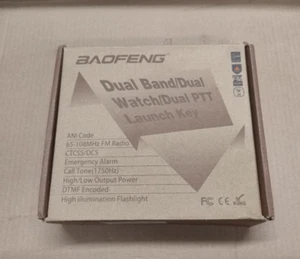 BAOFENG
Dual Band/Dual
Watch/Dual PTT
Launch Key
ANI Code
65-108MHz FM Radio
CTCSS/DCS
Emergency Alarm
Call Tone(1750Hz)
High/Low Output Power
DTMF Encoded
High illumination Flashlight
FC CE